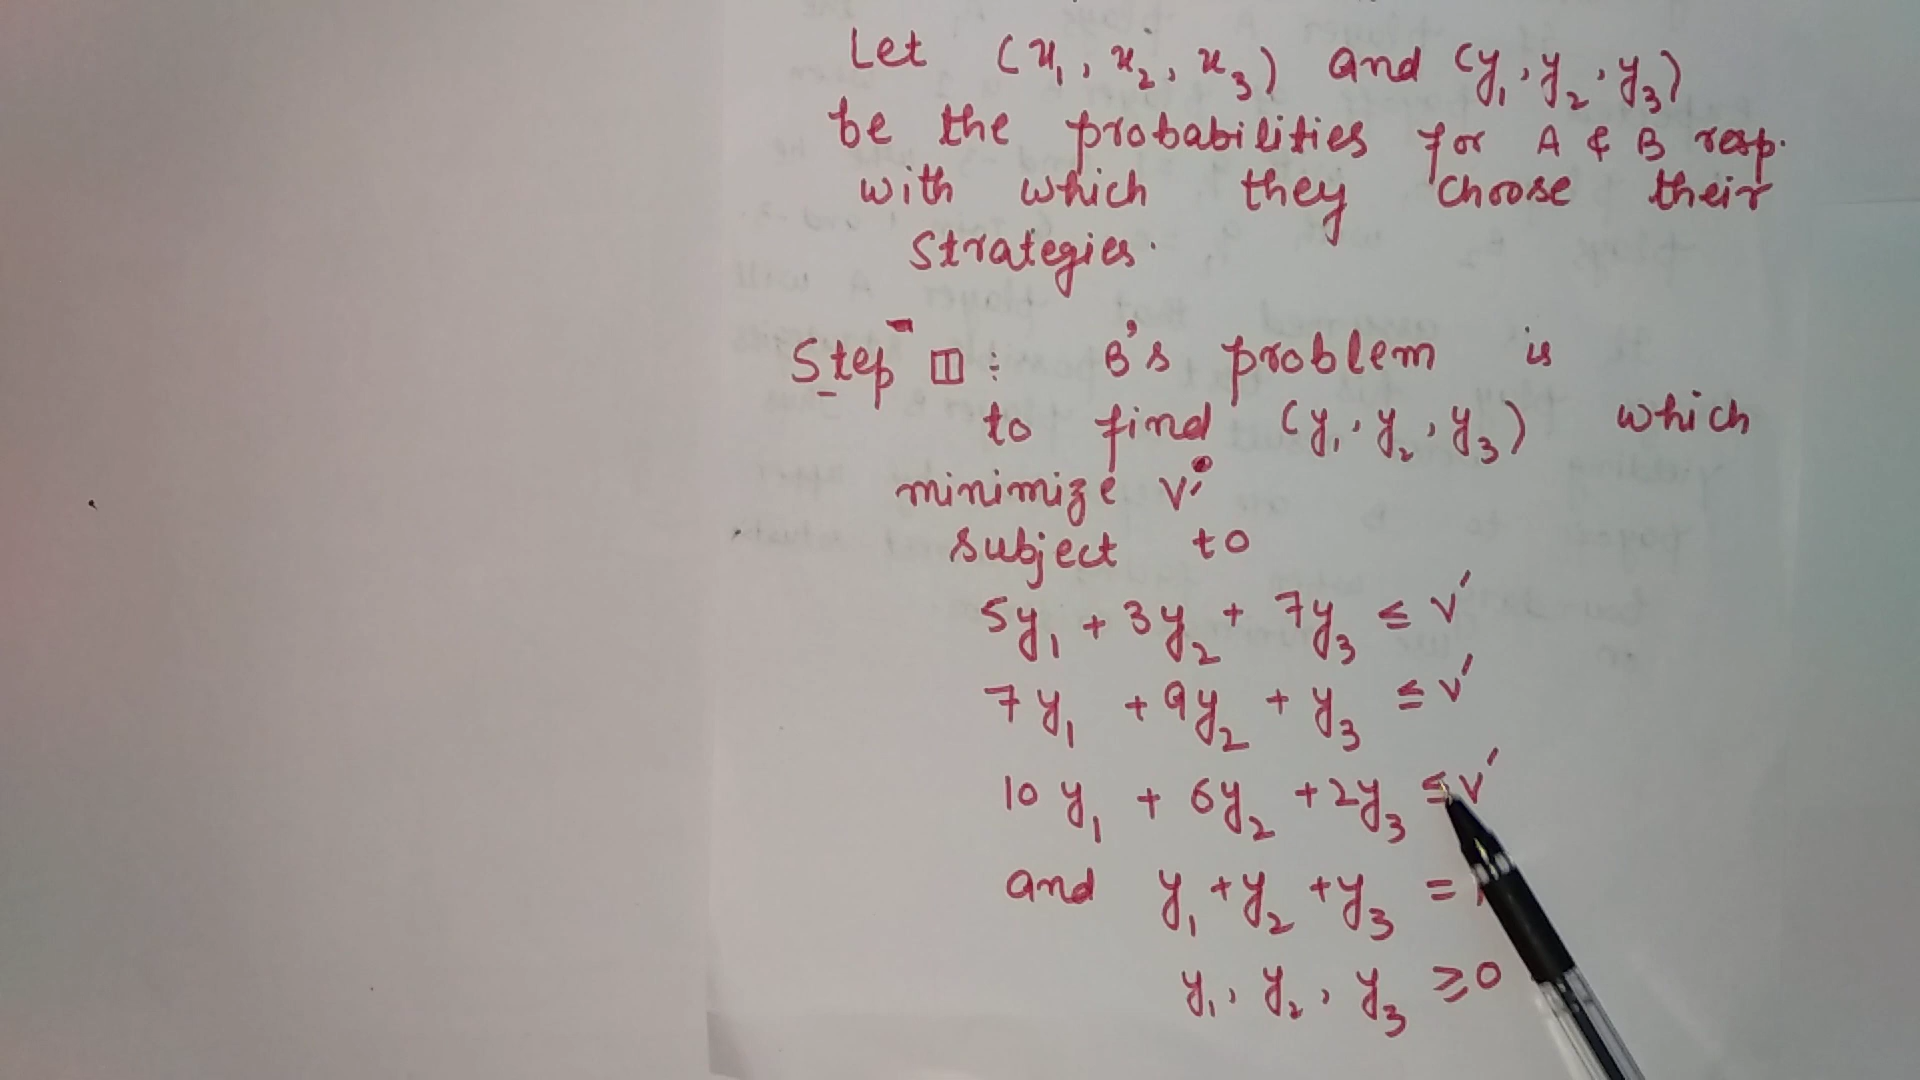 Let (x₁, x₂, x₃) and (y₁, y₂, y₃)
be the probabilities for A & B resp.
with which they choose their
strategies.
Step II : B's problem is
to find (y₁, y₂, y₃) which
minimize v'
subject to
5y₁ + 3y₂ + 7y₃ ≤ v'
7y₁ + 9y₂ + y₃ ≤ v'
10y₁ + 6y₂ + 2y₃ ≤ v'
and y₁ + y₂ + y₃ =
y₁, y₂, y₃ ≥ 0